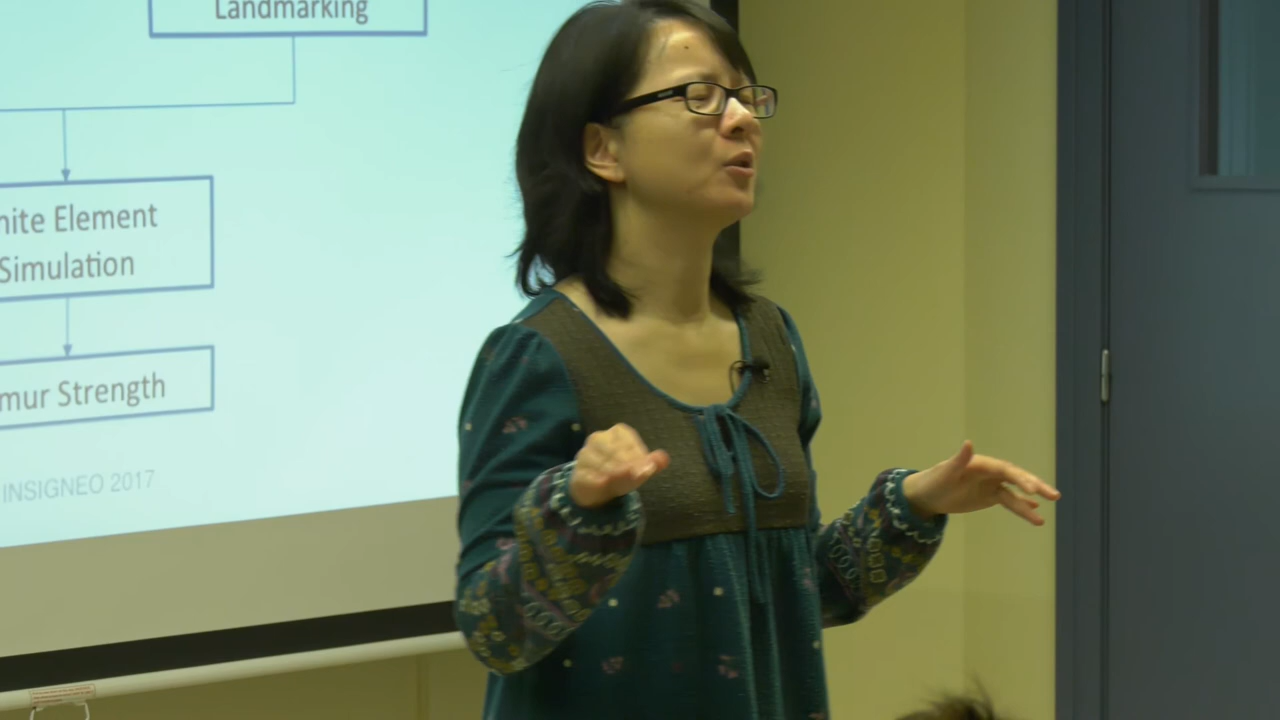 Landmarking
nite Element
Simulation
mur Strength
INSIGNEO 2017